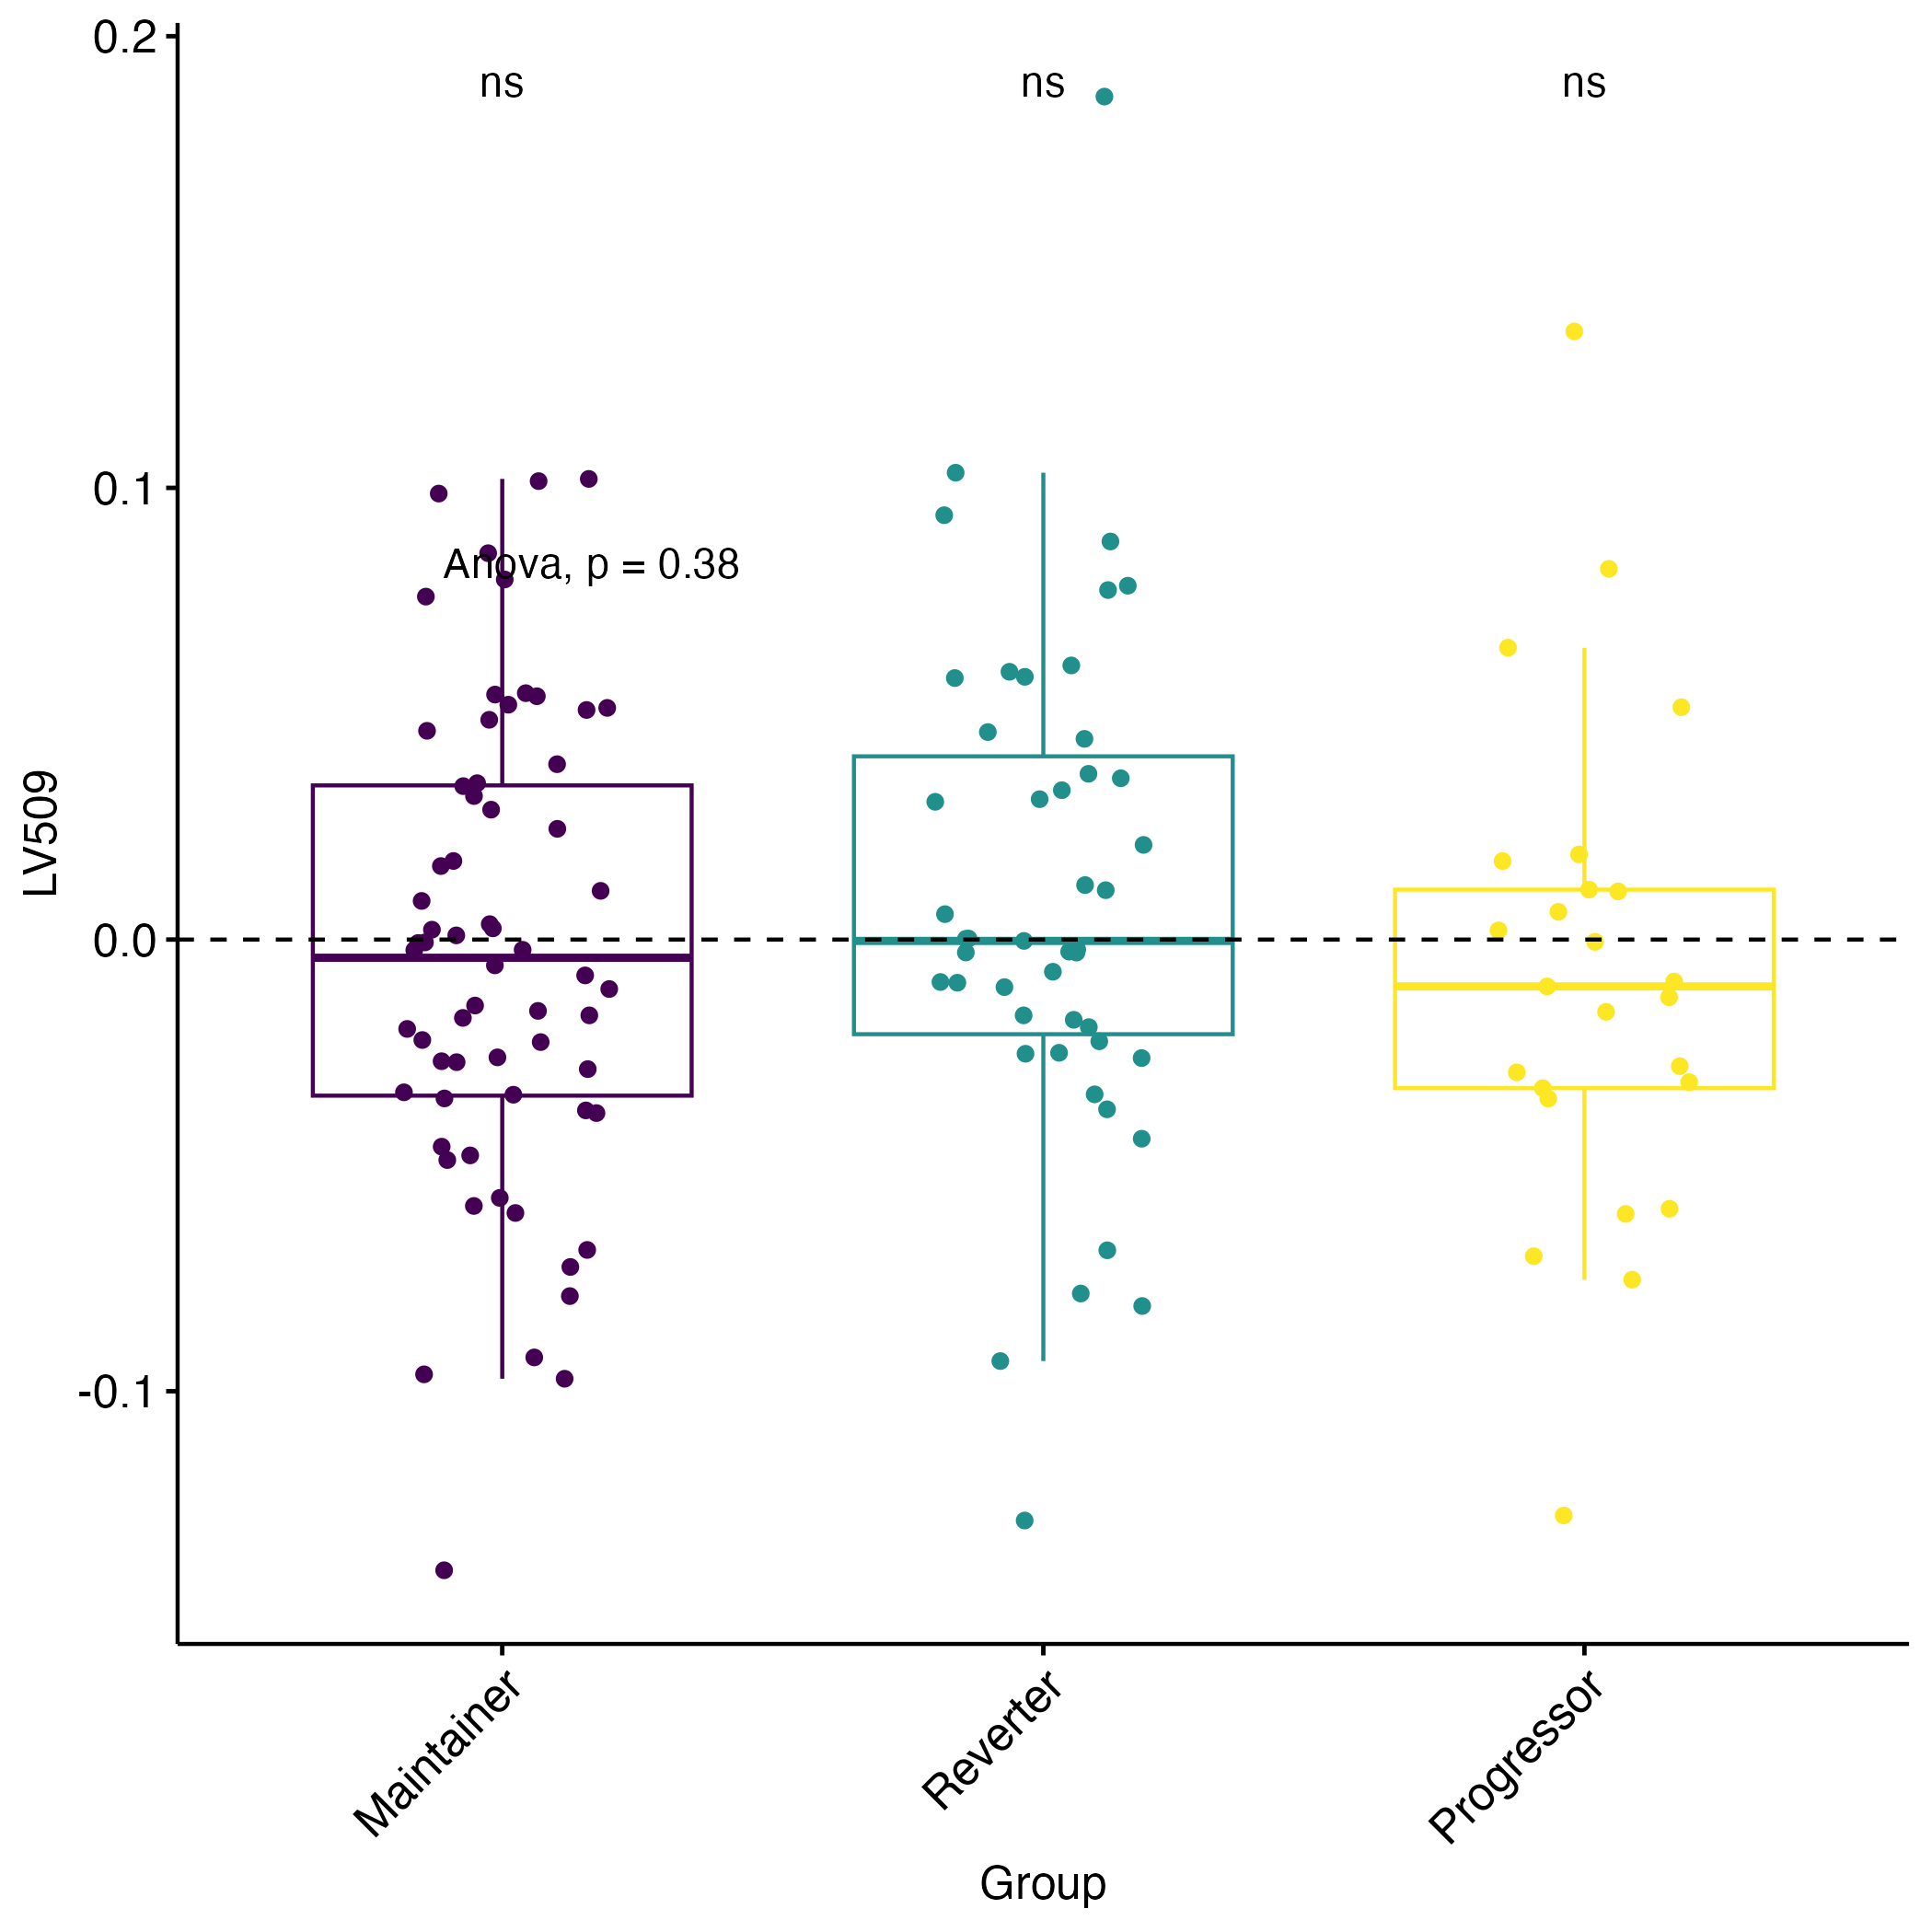 0.2
ns
ns
ns
0.1
Anova, p = 0.38
LV509
0.0
-0.1
Maintainer
Reverter
Progressor
Group